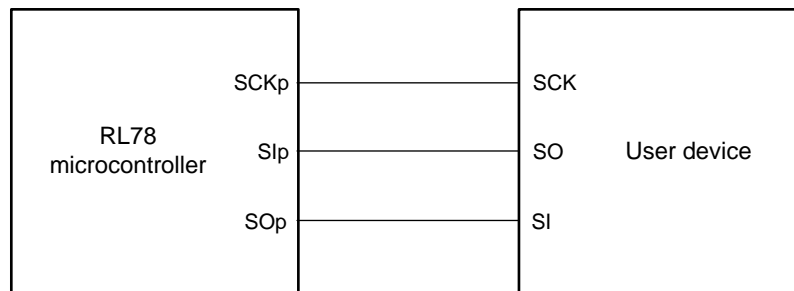 SCKp
SCK
RL78
microcontroller
SIp
SO
User device
SOp
SI